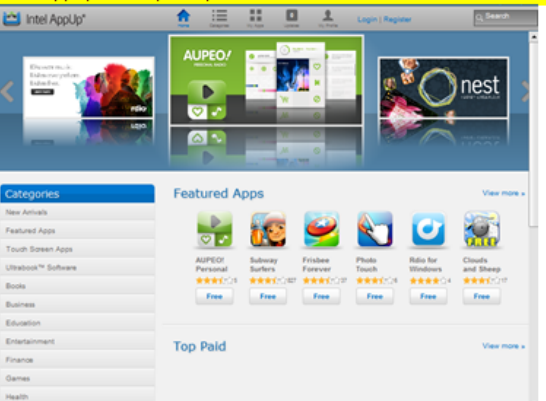 Intel AppUp®
Home
Categories
My Apps
My Profile
Login | Register
Search
AUPEO!
PERSONAL RADIO
rdio
nest
Categories
New Arrivals
Featured Apps
Touch Screen Apps
Ultrabook™ Software
Books
Business
Education
Entertainment
Finance
Games
Health
Featured Apps
View more »
FREE
AUPEO! Personal
Subway Surfers
Frisbee Forever
Photo Touch
Rdio for Windows
Clouds and Sheep
Free
Free
Free
Free
Free
Free
Top Paid
View more »